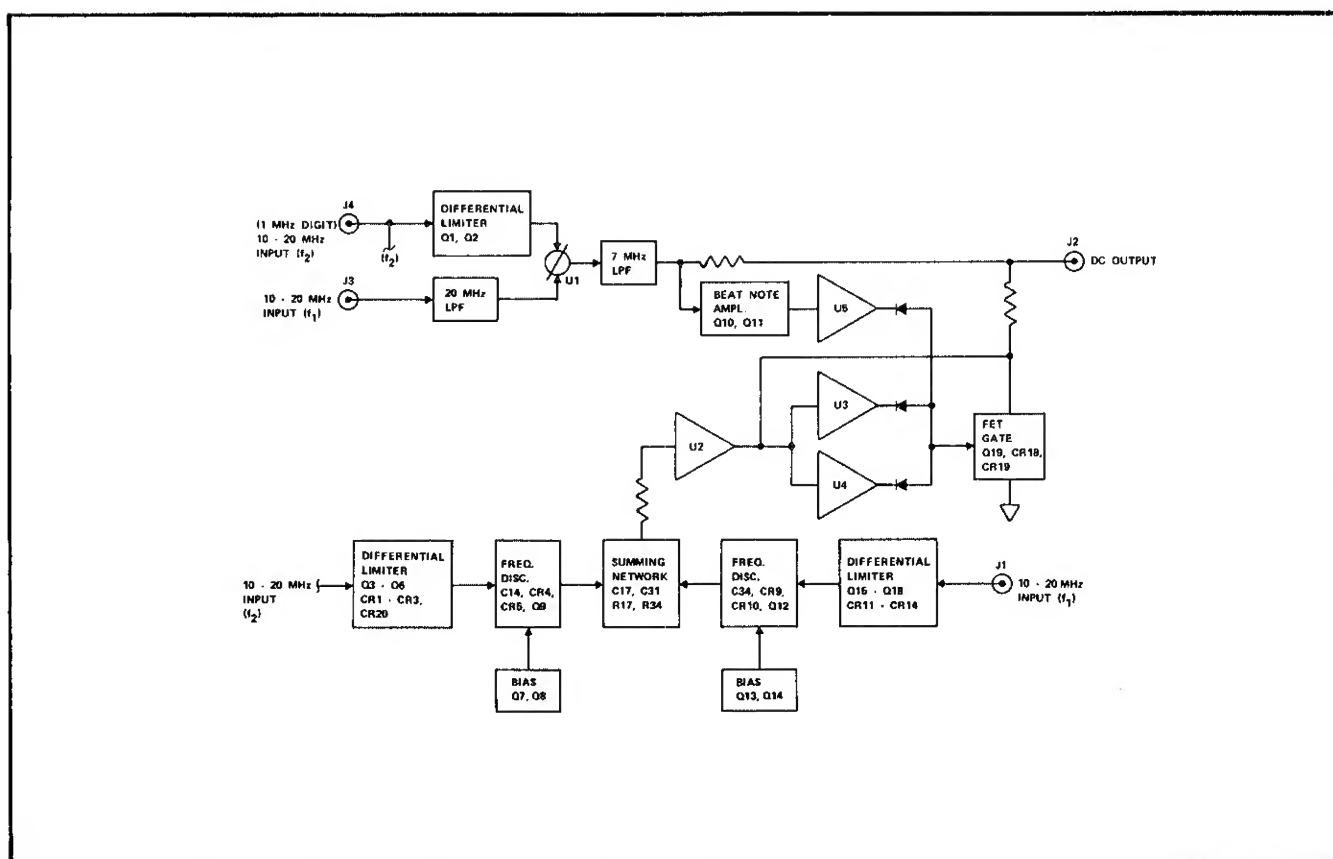 J4
(1 MHz DIGIT)
10 - 20 MHz
INPUT (f2)
(f2)
DIFFERENTIAL
LIMITER
Q1, Q2
U1
J3
10 - 20 MHz
INPUT (f1)
20 MHz
LPF
7 MHz
LPF
J2
DC OUTPUT
BEAT NOTE
AMPL.
Q10, Q11
U5
U3
U4
U2
FET
GATE
Q19, CR18,
CR19
10 - 20 MHz
INPUT
(f2)
DIFFERENTIAL
LIMITER
Q3 - Q6
CR1 - CR3,
CR20
FREQ.
DISC.
C14, CR4,
CR5, Q9
SUMMING
NETWORK
C17, C31
R17, R34
FREQ.
DISC.
C34, CR9,
CR10, Q12
DIFFERENTIAL
LIMITER
Q15 - Q18
CR11 - CR14
J1
10 - 20 MHz
INPUT (f1)
BIAS
Q7, Q8
BIAS
Q13, Q14